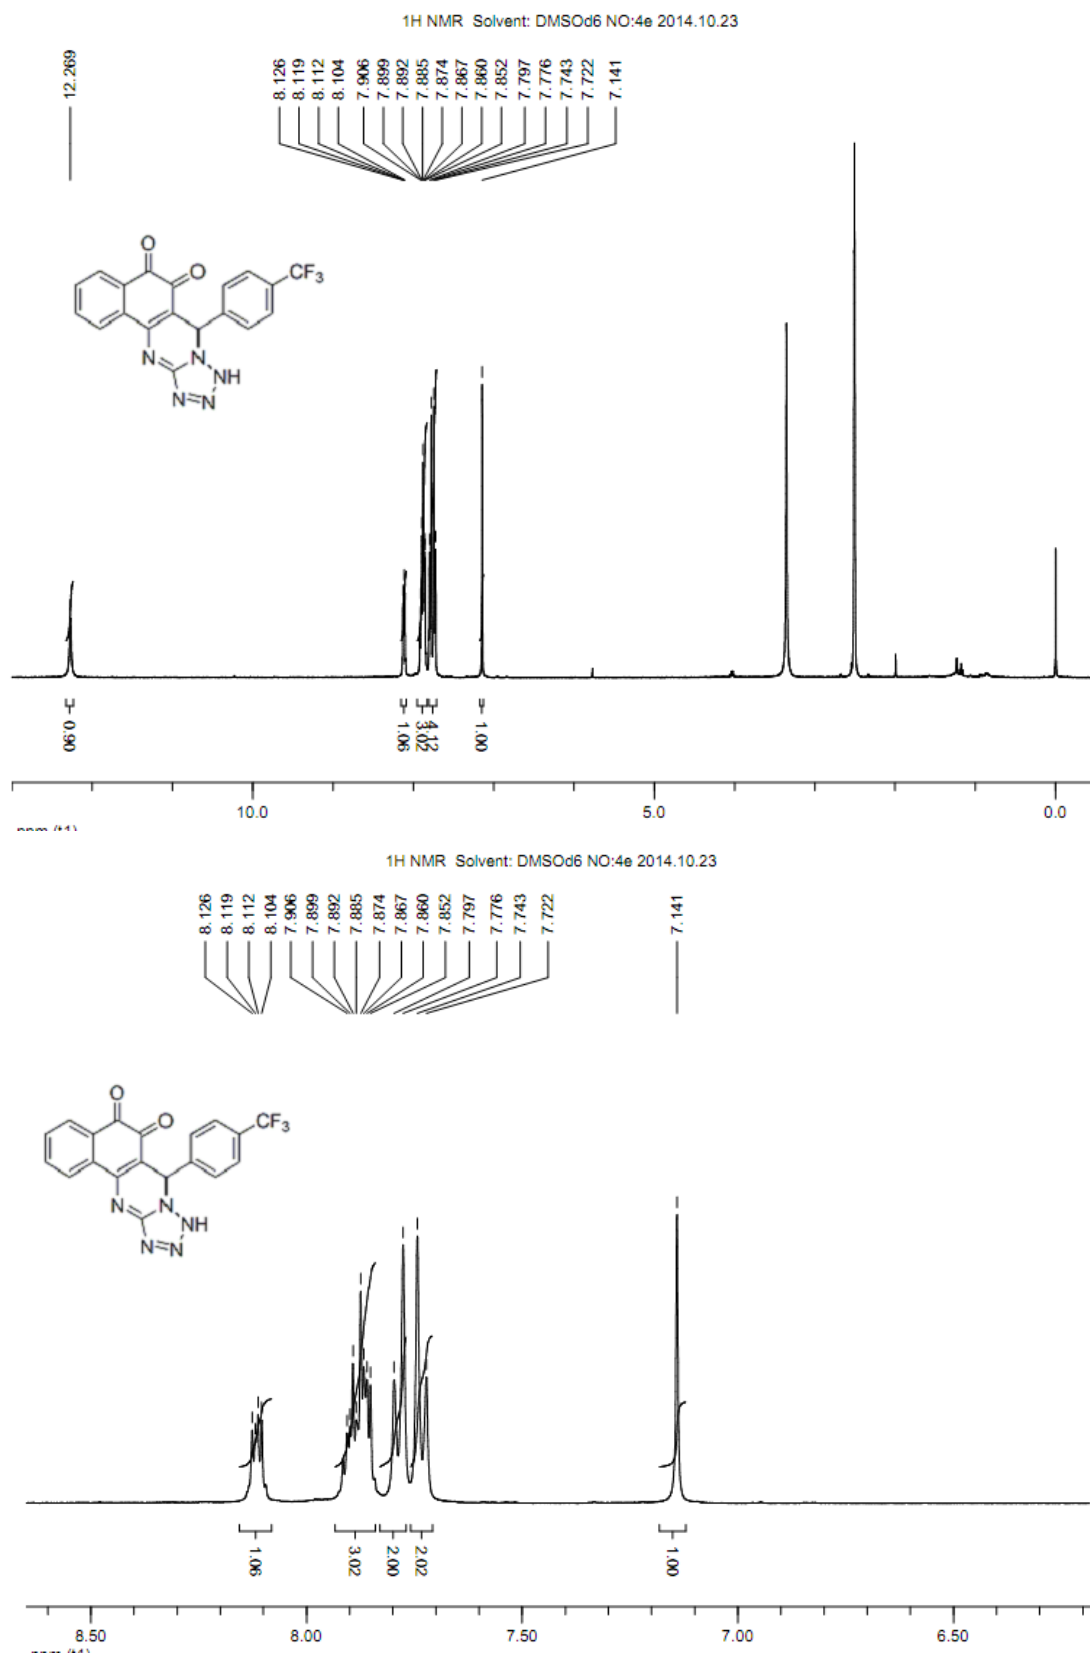 1H NMR Solvent: DMSOd6 NO:4e 2014.10.23
12.269
8.126
8.119
8.112
8.104
7.906
7.899
7.892
7.885
7.874
7.867
7.860
7.852
7.797
7.776
7.743
7.722
7.141
O
O
CF3
N
N
NH
N=N
0.90
1.06
3.02
4.12
1.00
10.0
5.0
0.0
ppm (t1)
1H NMR Solvent: DMSOd6 NO:4e 2014.10.23
8.126
8.119
8.112
8.104
7.906
7.899
7.892
7.885
7.874
7.867
7.860
7.852
7.797
7.776
7.743
7.722
7.141
O
O
CF3
N
N
NH
N=N
1.06
3.02
2.00
2.02
1.00
8.50
8.00
7.50
7.00
6.50
ppm (t1)